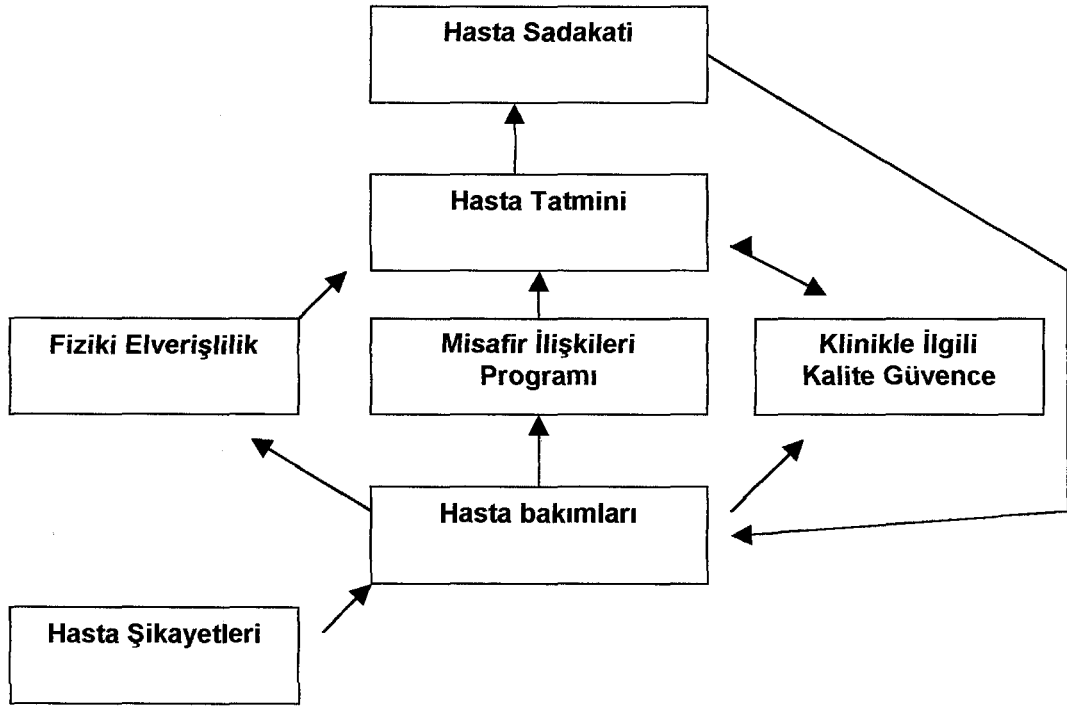 Hasta Sadakati
Hasta Tatmini
Fiziki Elverişlilik
Misafir İlişkileri
Programı
Klinikle İlgili
Kalite Güvence
Hasta bakımları
Hasta Şikayetleri